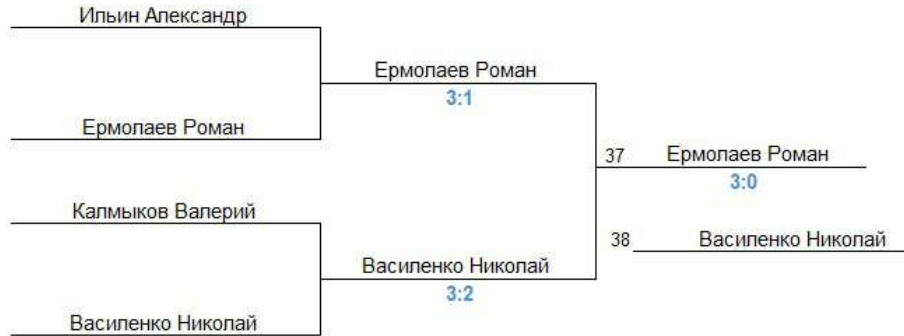 Ильин Александр
Ермолаев Роман
3:1
Ермолаев Роман
37
Ермолаев Роман
3:0
Калмыков Валерий
38
Василенко Николай
Василенко Николай
3:2
Василенко Николай